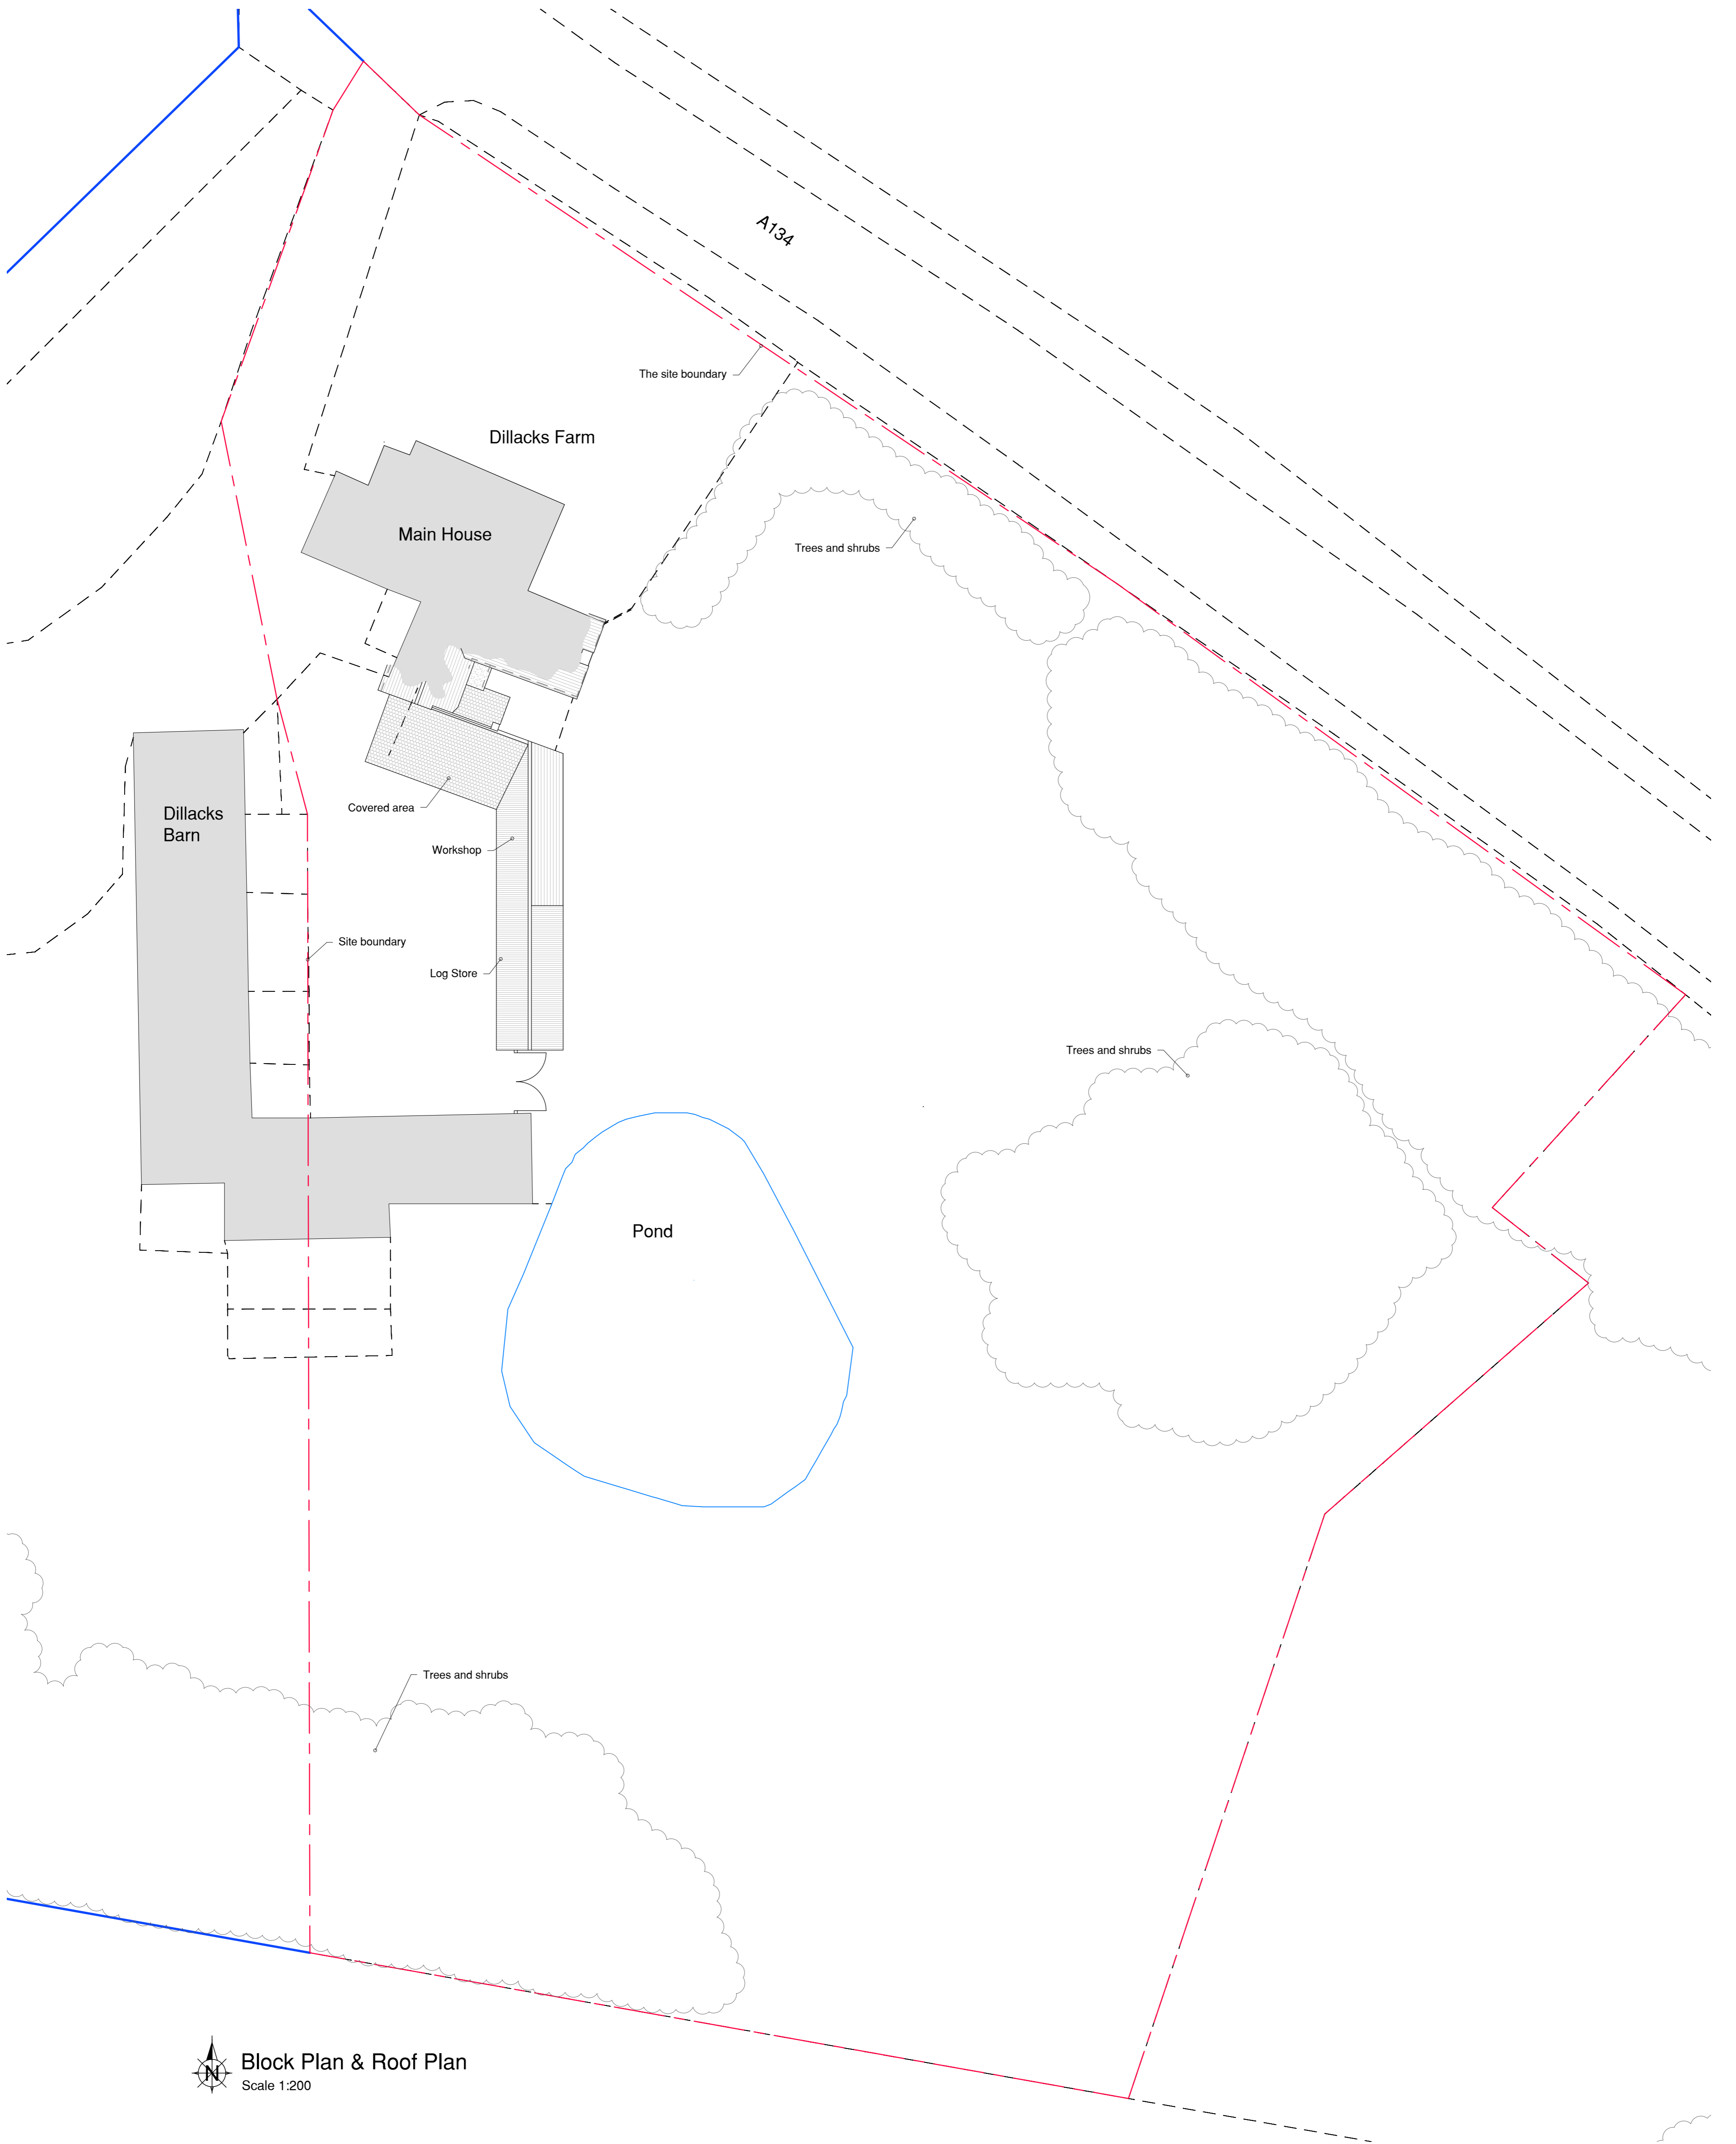 A134
The site boundary
Dillacks Farm
Main House
Trees and shrubs
Dillacks
Barn
Covered area
Workshop
Site boundary
Log Store
Trees and shrubs
Pond
Trees and shrubs
N
Block Plan & Roof Plan
Scale 1:200